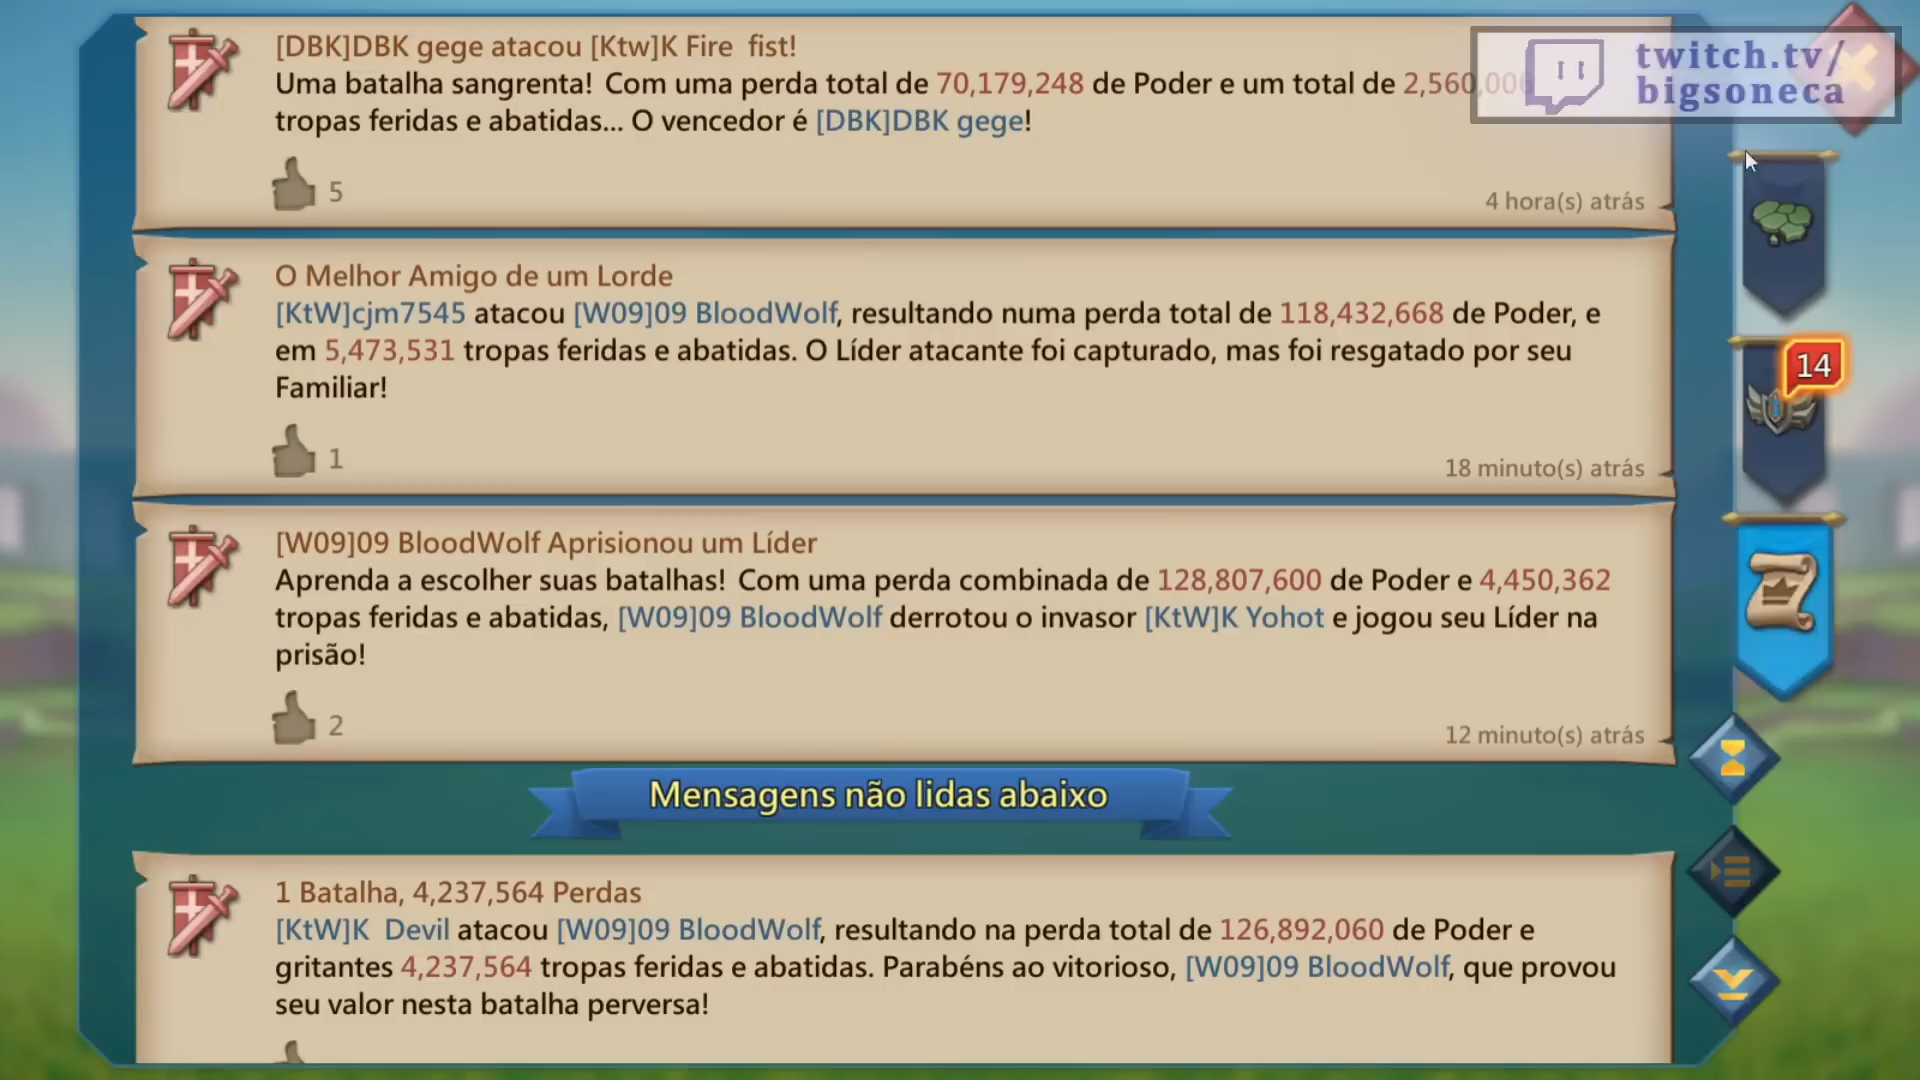 [DBK]DBK gege atacou [Ktw]K Fire  fist!
Uma batalha sangrenta! Com uma perda total de 70,179,248 de Poder e um total de 2,560,006
tropas feridas e abatidas... O vencedor é [DBK]DBK gege!
5
4 hora(s) atrás
twitch.tv/
bigsoneca
O Melhor Amigo de um Lorde
[KtW]cjm7545 atacou [W09]09 BloodWolf, resultando numa perda total de 118,432,668 de Poder, e
em 5,473,531 tropas feridas e abatidas. O Líder atacante foi capturado, mas foi resgatado por seu
Familiar!
1
18 minuto(s) atrás
14
[W09]09 BloodWolf Aprisionou um Líder
Aprenda a escolher suas batalhas! Com uma perda combinada de 128,807,600 de Poder e 4,450,362
tropas feridas e abatidas, [W09]09 BloodWolf derrotou o invasor [KtW]K Yohot e jogou seu Líder na
prisão!
2
12 minuto(s) atrás
Mensagens não lidas abaixo
1 Batalha, 4,237,564 Perdas
[KtW]K  Devil atacou [W09]09 BloodWolf, resultando na perda total de 126,892,060 de Poder e
gritantes 4,237,564 tropas feridas e abatidas. Parabéns ao vitorioso, [W09]09 BloodWolf, que provou
seu valor nesta batalha perversa!